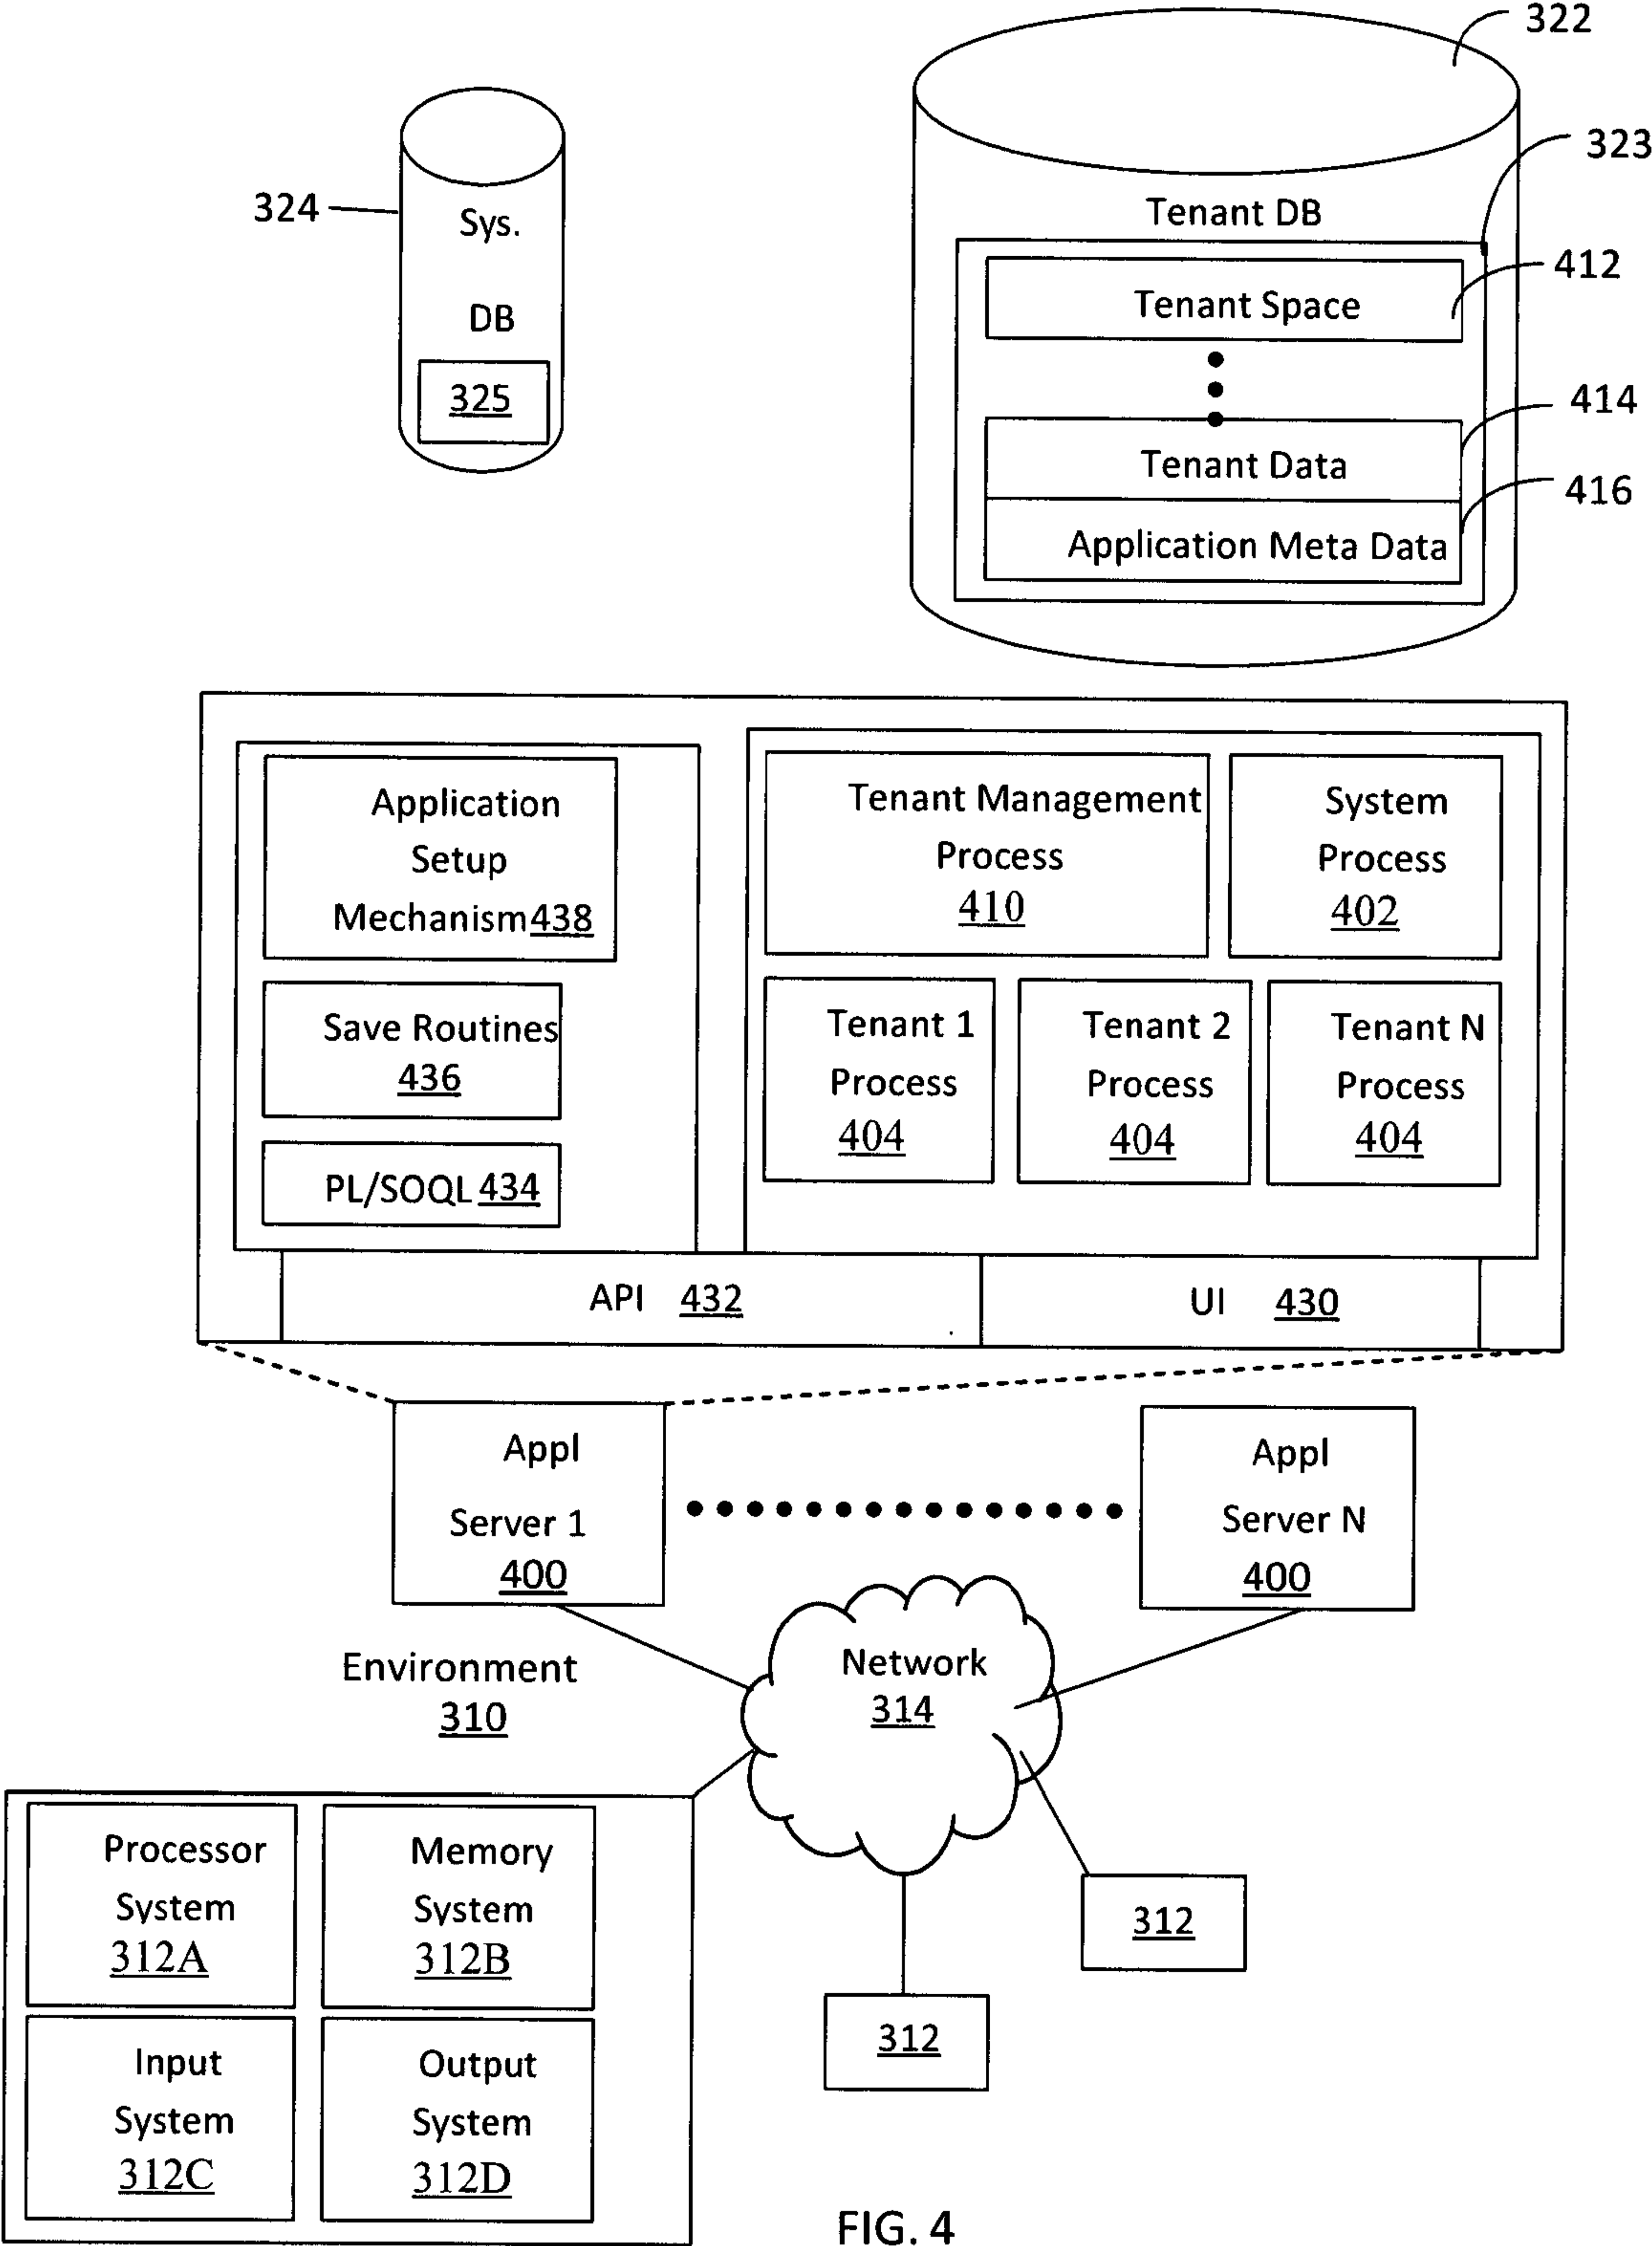 322
323
324
Sys.
DB
325
Tenant DB
412
Tenant Space
414
Tenant Data
416
Application Meta Data
Application
Setup
Mechanism 438
Save Routines
436
PL/SOQL 434
Tenant Management
Process
410
System
Process
402
Tenant 1
Process
404
Tenant 2
Process
404
Tenant N
Process
404
API 432
UI 430
Appl
Server 1
400
Appl
Server N
400
Environment
310
Network
314
Processor
System
312A
Memory
System
312B
Input
System
312C
Output
System
312D
312
312
FIG. 4